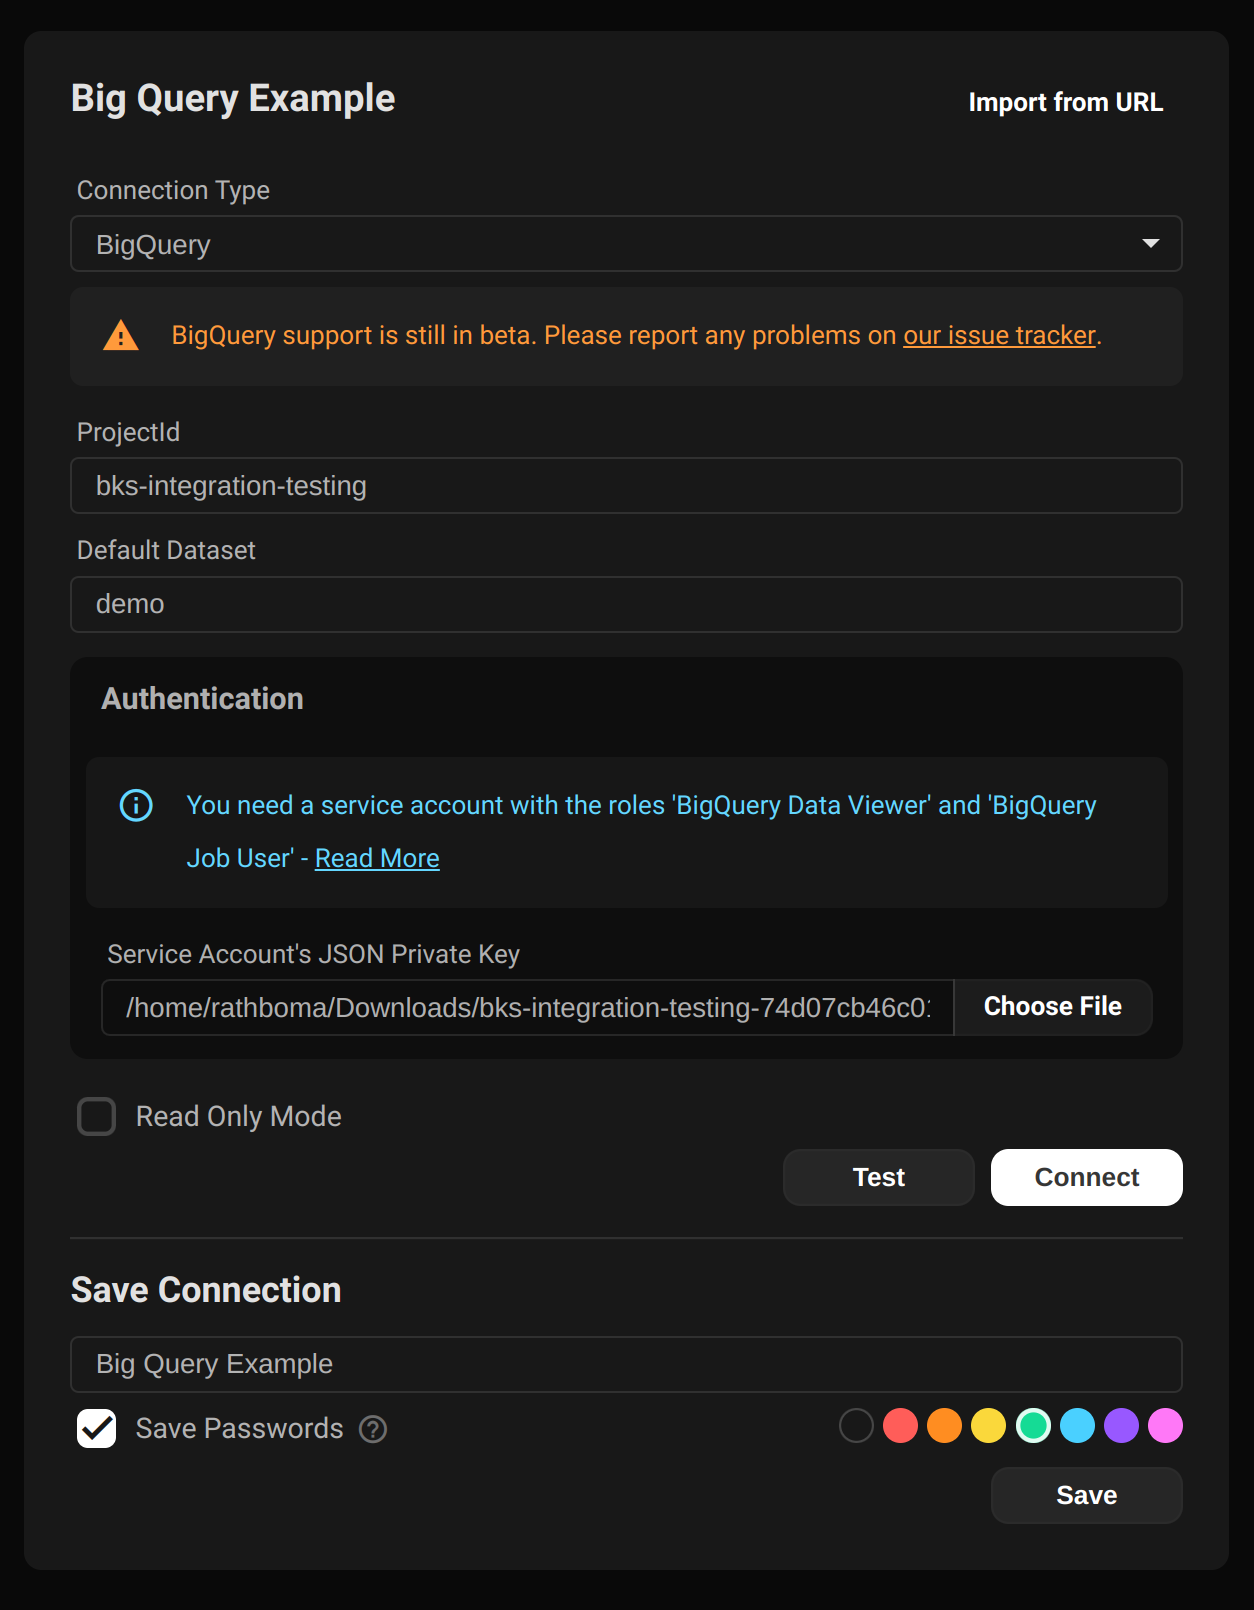 Big Query Example
Import from URL
Connection Type
BigQuery
BigQuery support is still in beta. Please report any problems on our issue tracker.
ProjectId
bks-integration-testing
Default Dataset
demo
Authentication
You need a service account with the roles 'BigQuery Data Viewer' and 'BigQuery
Job User' - Read More
Service Account's JSON Private Key
/home/rathboma/Downloads/bks-integration-testing-74d07cb46c01
Choose File
Read Only Mode
Test
Connect
Save Connection
Big Query Example
Save Passwords
Save